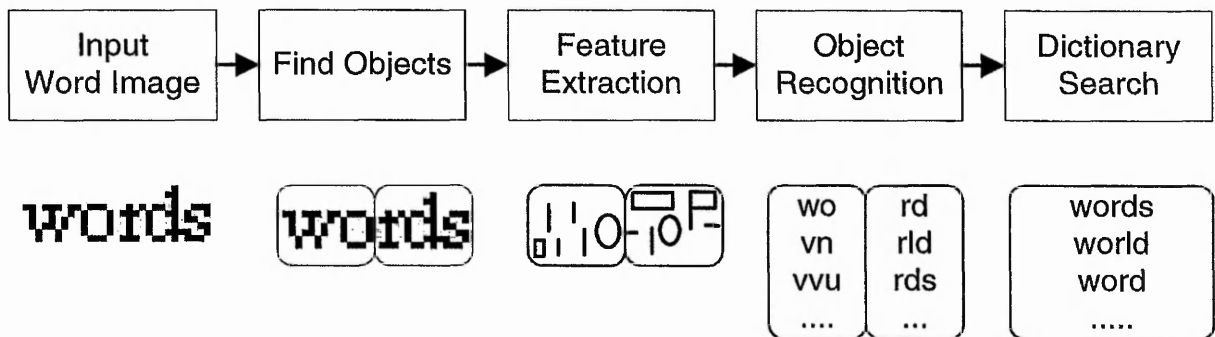 Input
Word Image
Find Objects
Feature
Extraction
Object
Recognition
Dictionary
Search
words
words
wo
vn
vvu
....
rd
rld
rds
...
words
world
word
.....